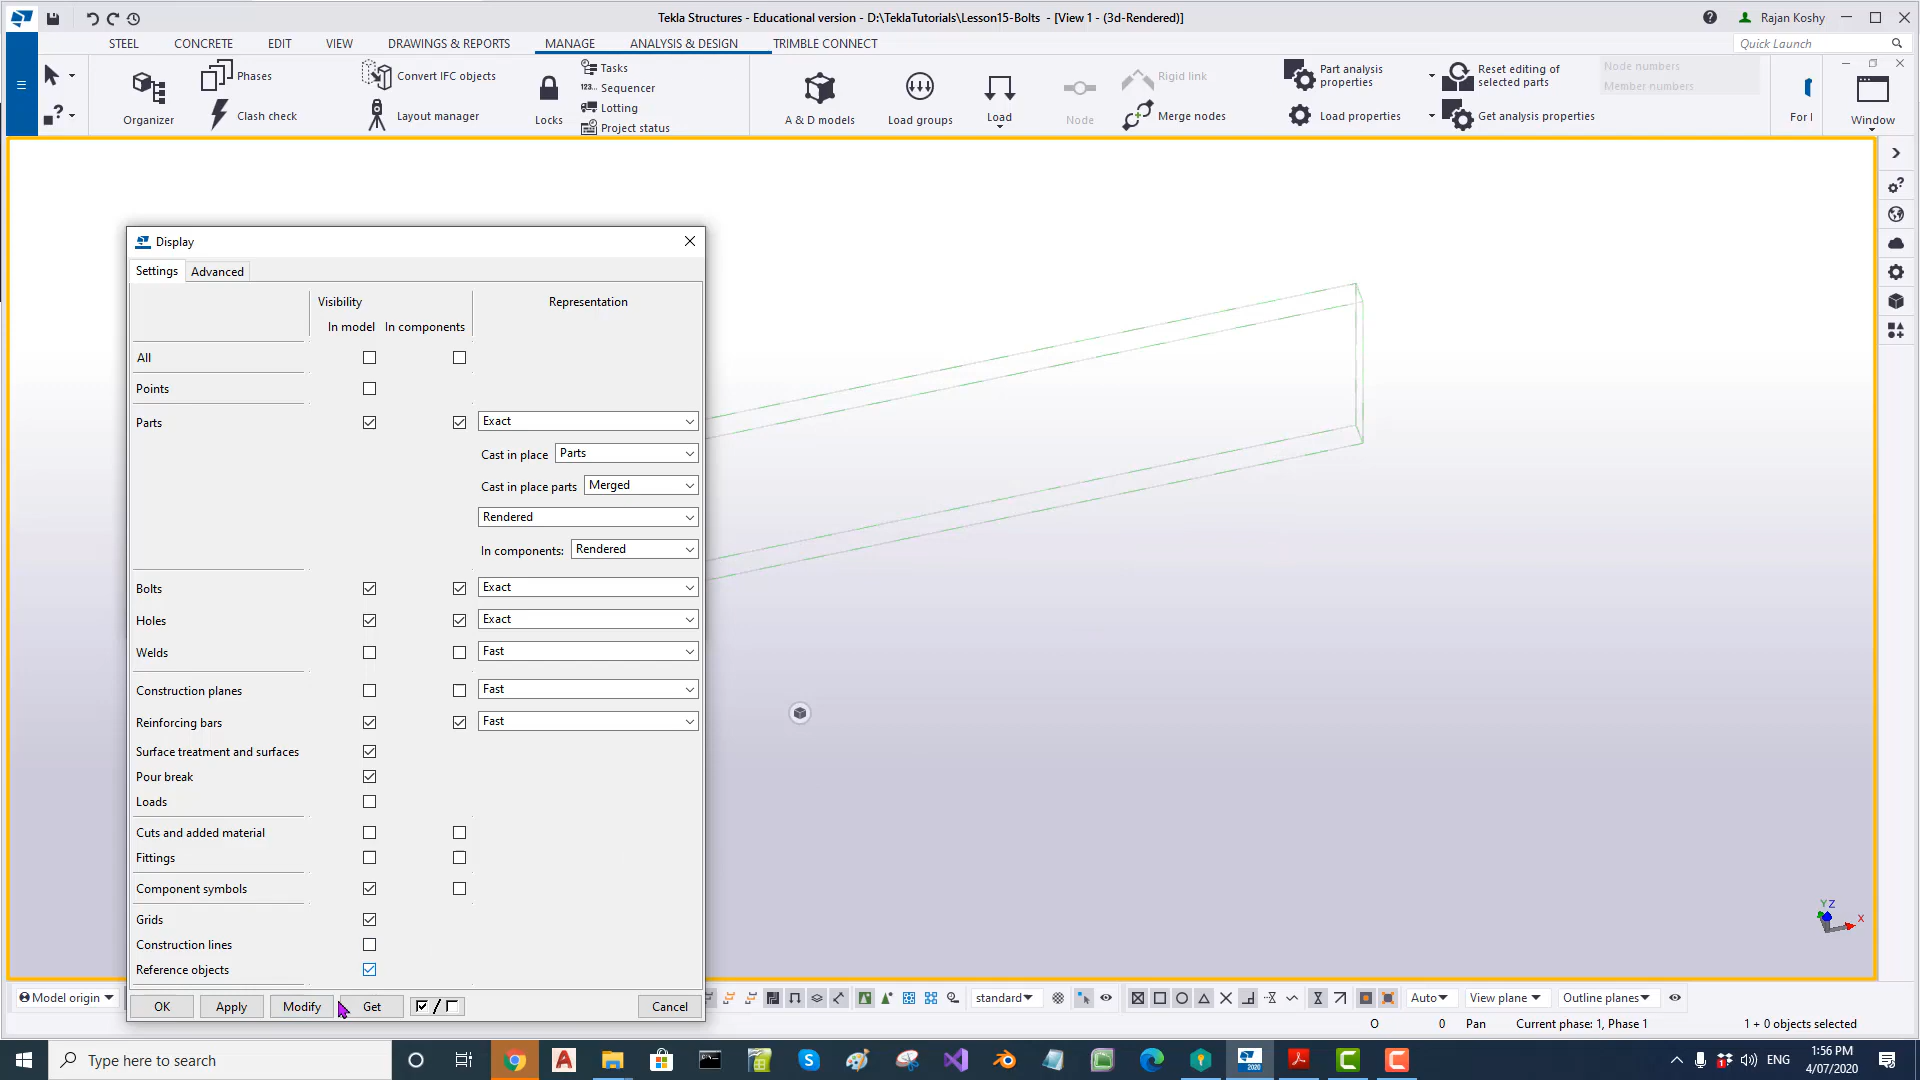 Tekla Structures - Educational version - D:\TeklaTutorials\Lesson15-Bolts - [View 1 - (3d-Rendered)]
Rajan Koshy
STEEL CONCRETE EDIT VIEW DRAWINGS & REPORTS MANAGE ANALYSIS & DESIGN TRIMBLE CONNECT
Quick Launch
Organizer
Phases
Clash check
Convert IFC objects
Layout manager
Locks
Tasks
123... Sequencer
Lotting
Project status
A & D models
Load groups
Load
Node
Rigid link
Merge nodes
Part analysis
properties
Load properties
Reset editing of
selected parts
Get analysis properties
Node numbers
Member numbers
For I
Window
Display
Settings Advanced
Visibility Representation
In model In components
All
Points
Parts Exact
Cast in place Parts
Cast in place parts Merged
Rendered
In components: Rendered
Bolts Exact
Holes Exact
Welds Fast
Construction planes Fast
Reinforcing bars Fast
Surface treatment and surfaces
Pour break
Loads
Cuts and added material
Fittings
Component symbols
Grids
Construction lines
Reference objects
OK Apply Modify Get / Cancel
Y Z
X
Model origin
standard
Auto
View plane
Outline planes
O 0 Pan Current phase: 1, Phase 1 1 + 0 objects selected
Type here to search
2020
ENG
1:56 PM
4/07/2020